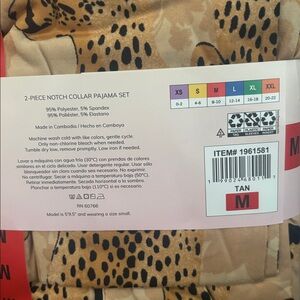 2-PIECE NOTCH COLLAR PAJAMA SET
95% Polyester, 5% Spandex
95% Poliéster, 5% Elastano
Made in Cambodia / Hecho en Camboya
Machine wash cold with like colors, gentle cycle.
Only non-chlorine bleach when needed.
Tumble dry low, remove promptly. Low iron if needed.
Lavar a máquina con agua fría (30°C) con prendas de colores
similares en el ciclo delicado. Usar detergente regular. Usar sólo
blanqueador sin cloro cuando sea necesario. No exprimir.
Retirar inmediatamente. Secado horizontal a la sombra.
Secar a máquina a temperatura baja (50°C).
Planchar a temperatura baja (110°C) si es necesario.
RN 60766
Model is 5'9.5" and wearing a size small.
XS S M L XL XXL
0-2 4-6 8-10 12-14 16-18 20-22
ITEM# 1961581
TAN
M